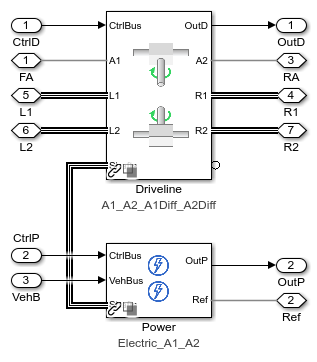 1 CtrlBus OutD 1
CtrlD OutD
1 A1 A2 3
FA RA
5 L1 R1 4
L1 R1
6 L2 R2 7
L2 R2
Driveline
A1_A2_A1Diff_A2Diff
CtrlP
2 CtrlBus OutP 2
OutP
3 VehBus
VehB
Ref 2
Ref
Power
Electric_A1_A2